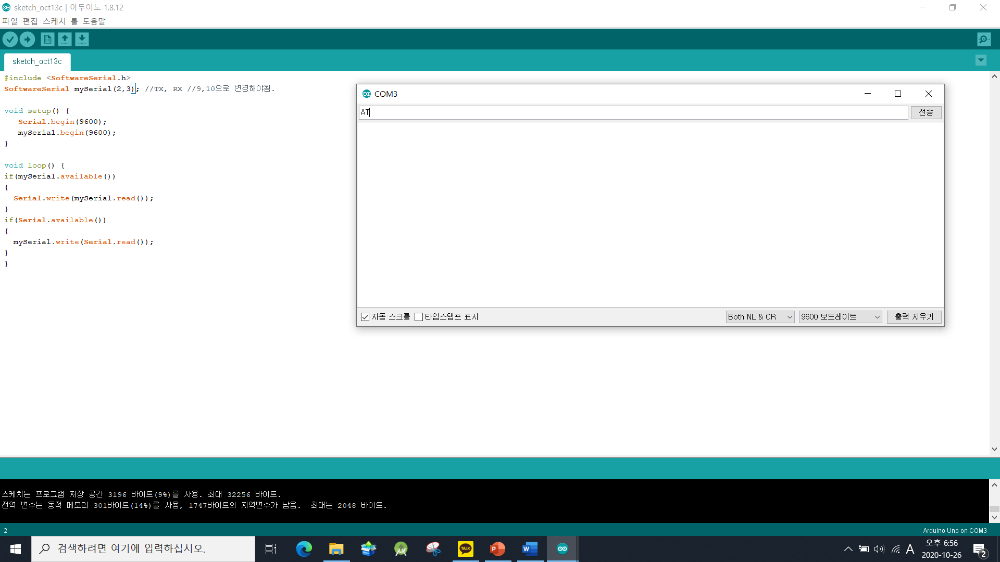 sketch_oct13c | 아두이노 1.8.12
파일 편집 스케치 툴 도움말
sketch_oct13c
#include <SoftwareSerial.h>
SoftwareSerial mySerial(2,3); //TX, RX //9,10으로 변경해야됨.
void setup() {
Serial.begin(9600);
mySerial.begin(9600);
}
void loop() {
if(mySerial.available())
{
Serial.write(mySerial.read());
}
if(Serial.available())
{
mySerial.write(Serial.read());
}
}
COM3
AT
전송
자동 스크롤 타임스탬프 표시
Both NL & CR
9600 보드레이트
출력 지우기
스케치는 프로그램 저장 공간 3196 바이트(9%)를 사용. 최대 32256 바이트.
전역 변수는 동적 메모리 301바이트(14%)를 사용, 1747바이트의 지역변수가 남음.  최대는 2048 바이트.
2
Arduino Uno on COM3
검색하려면 여기에 입력하십시오.
TALK
P
W
A
오후 6:56
2020-10-26
2